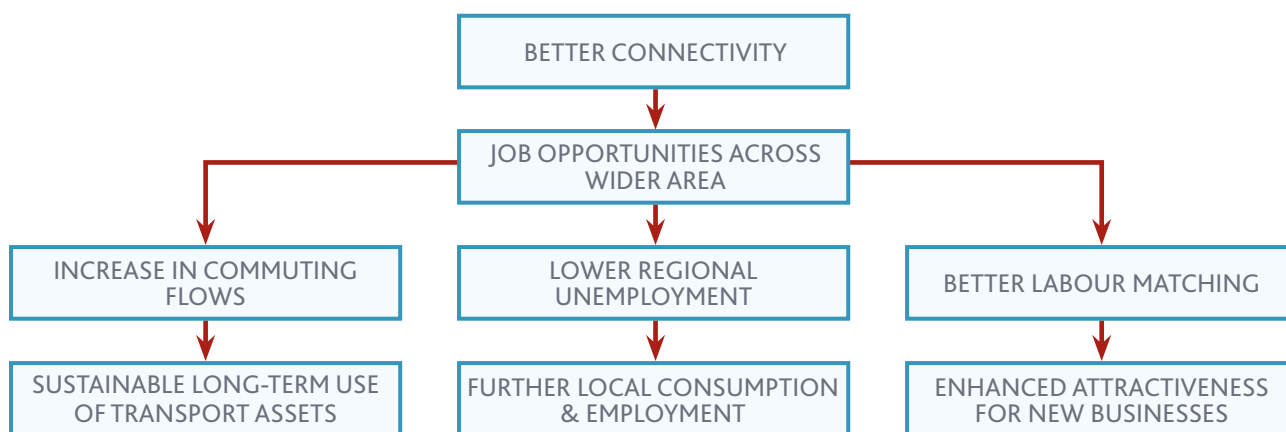 BETTER CONNECTIVITY
JOB OPPORTUNITIES ACROSS
WIDER AREA
INCREASE IN COMMUTING
FLOWS
LOWER REGIONAL
UNEMPLOYMENT
BETTER LABOUR MATCHING
SUSTAINABLE LONG-TERM USE
OF TRANSPORT ASSETS
FURTHER LOCAL CONSUMPTION
& EMPLOYMENT
ENHANCED ATTRACTIVENESS
FOR NEW BUSINESSES